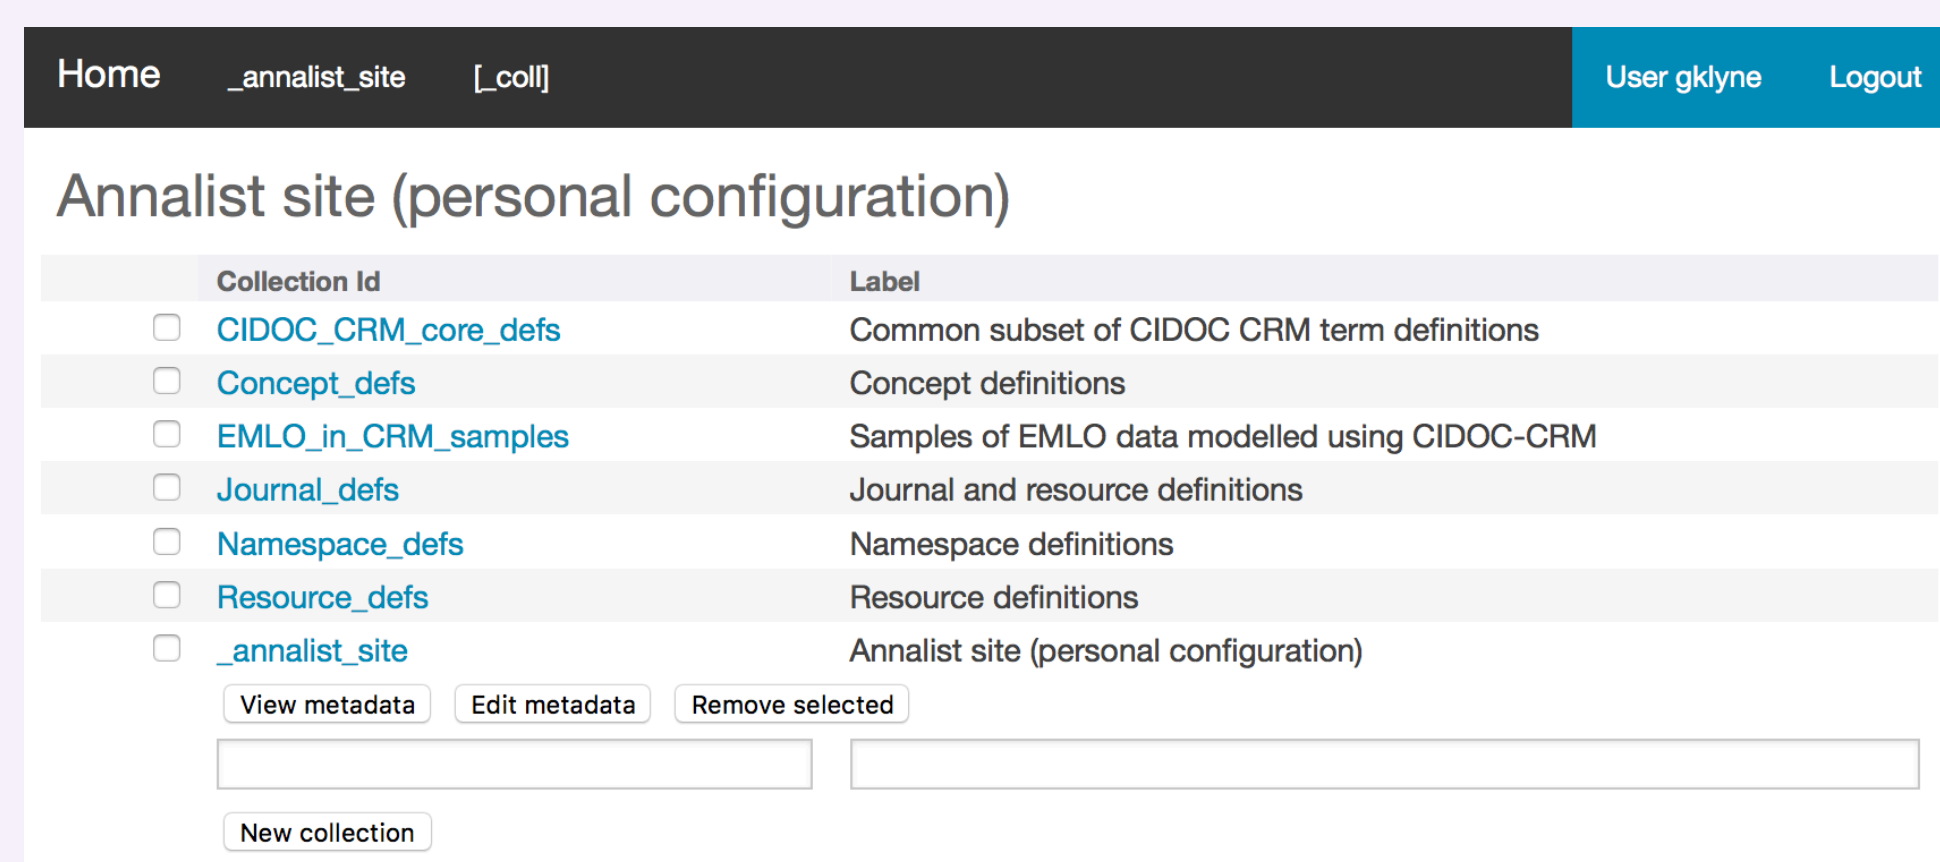 Home _annalist_site [_coll] User gklyne Logout
Annalist site (personal configuration)
Collection Id Label
CIDOC_CRM_core_defs Common subset of CIDOC CRM term definitions
Concept_defs Concept definitions
EMLO_in_CRM_samples Samples of EMLO data modelled using CIDOC-CRM
Journal_defs Journal and resource definitions
Namespace_defs Namespace definitions
Resource_defs Resource definitions
_annalist_site Annalist site (personal configuration)
View metadata Edit metadata Remove selected
New collection